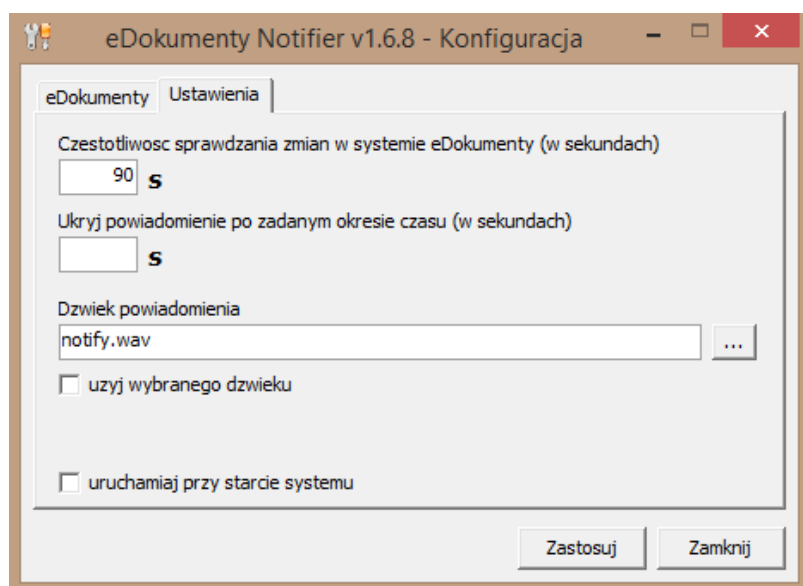 eDokumenty Notifier v1.6.8 - Konfiguracja
eDokumenty Ustawienia
Czestotliwosc sprawdzania zmian w systemie eDokumenty (w sekundach)
90 s
Ukryj powiadomienie po zadanym okresie czasu (w sekundach)
s
Dzwiek powiadomienia
notify.wav ...
uzyj wybranego dzwieku
uruchamiaj przy starcie systemu
Zastosuj Zamknij